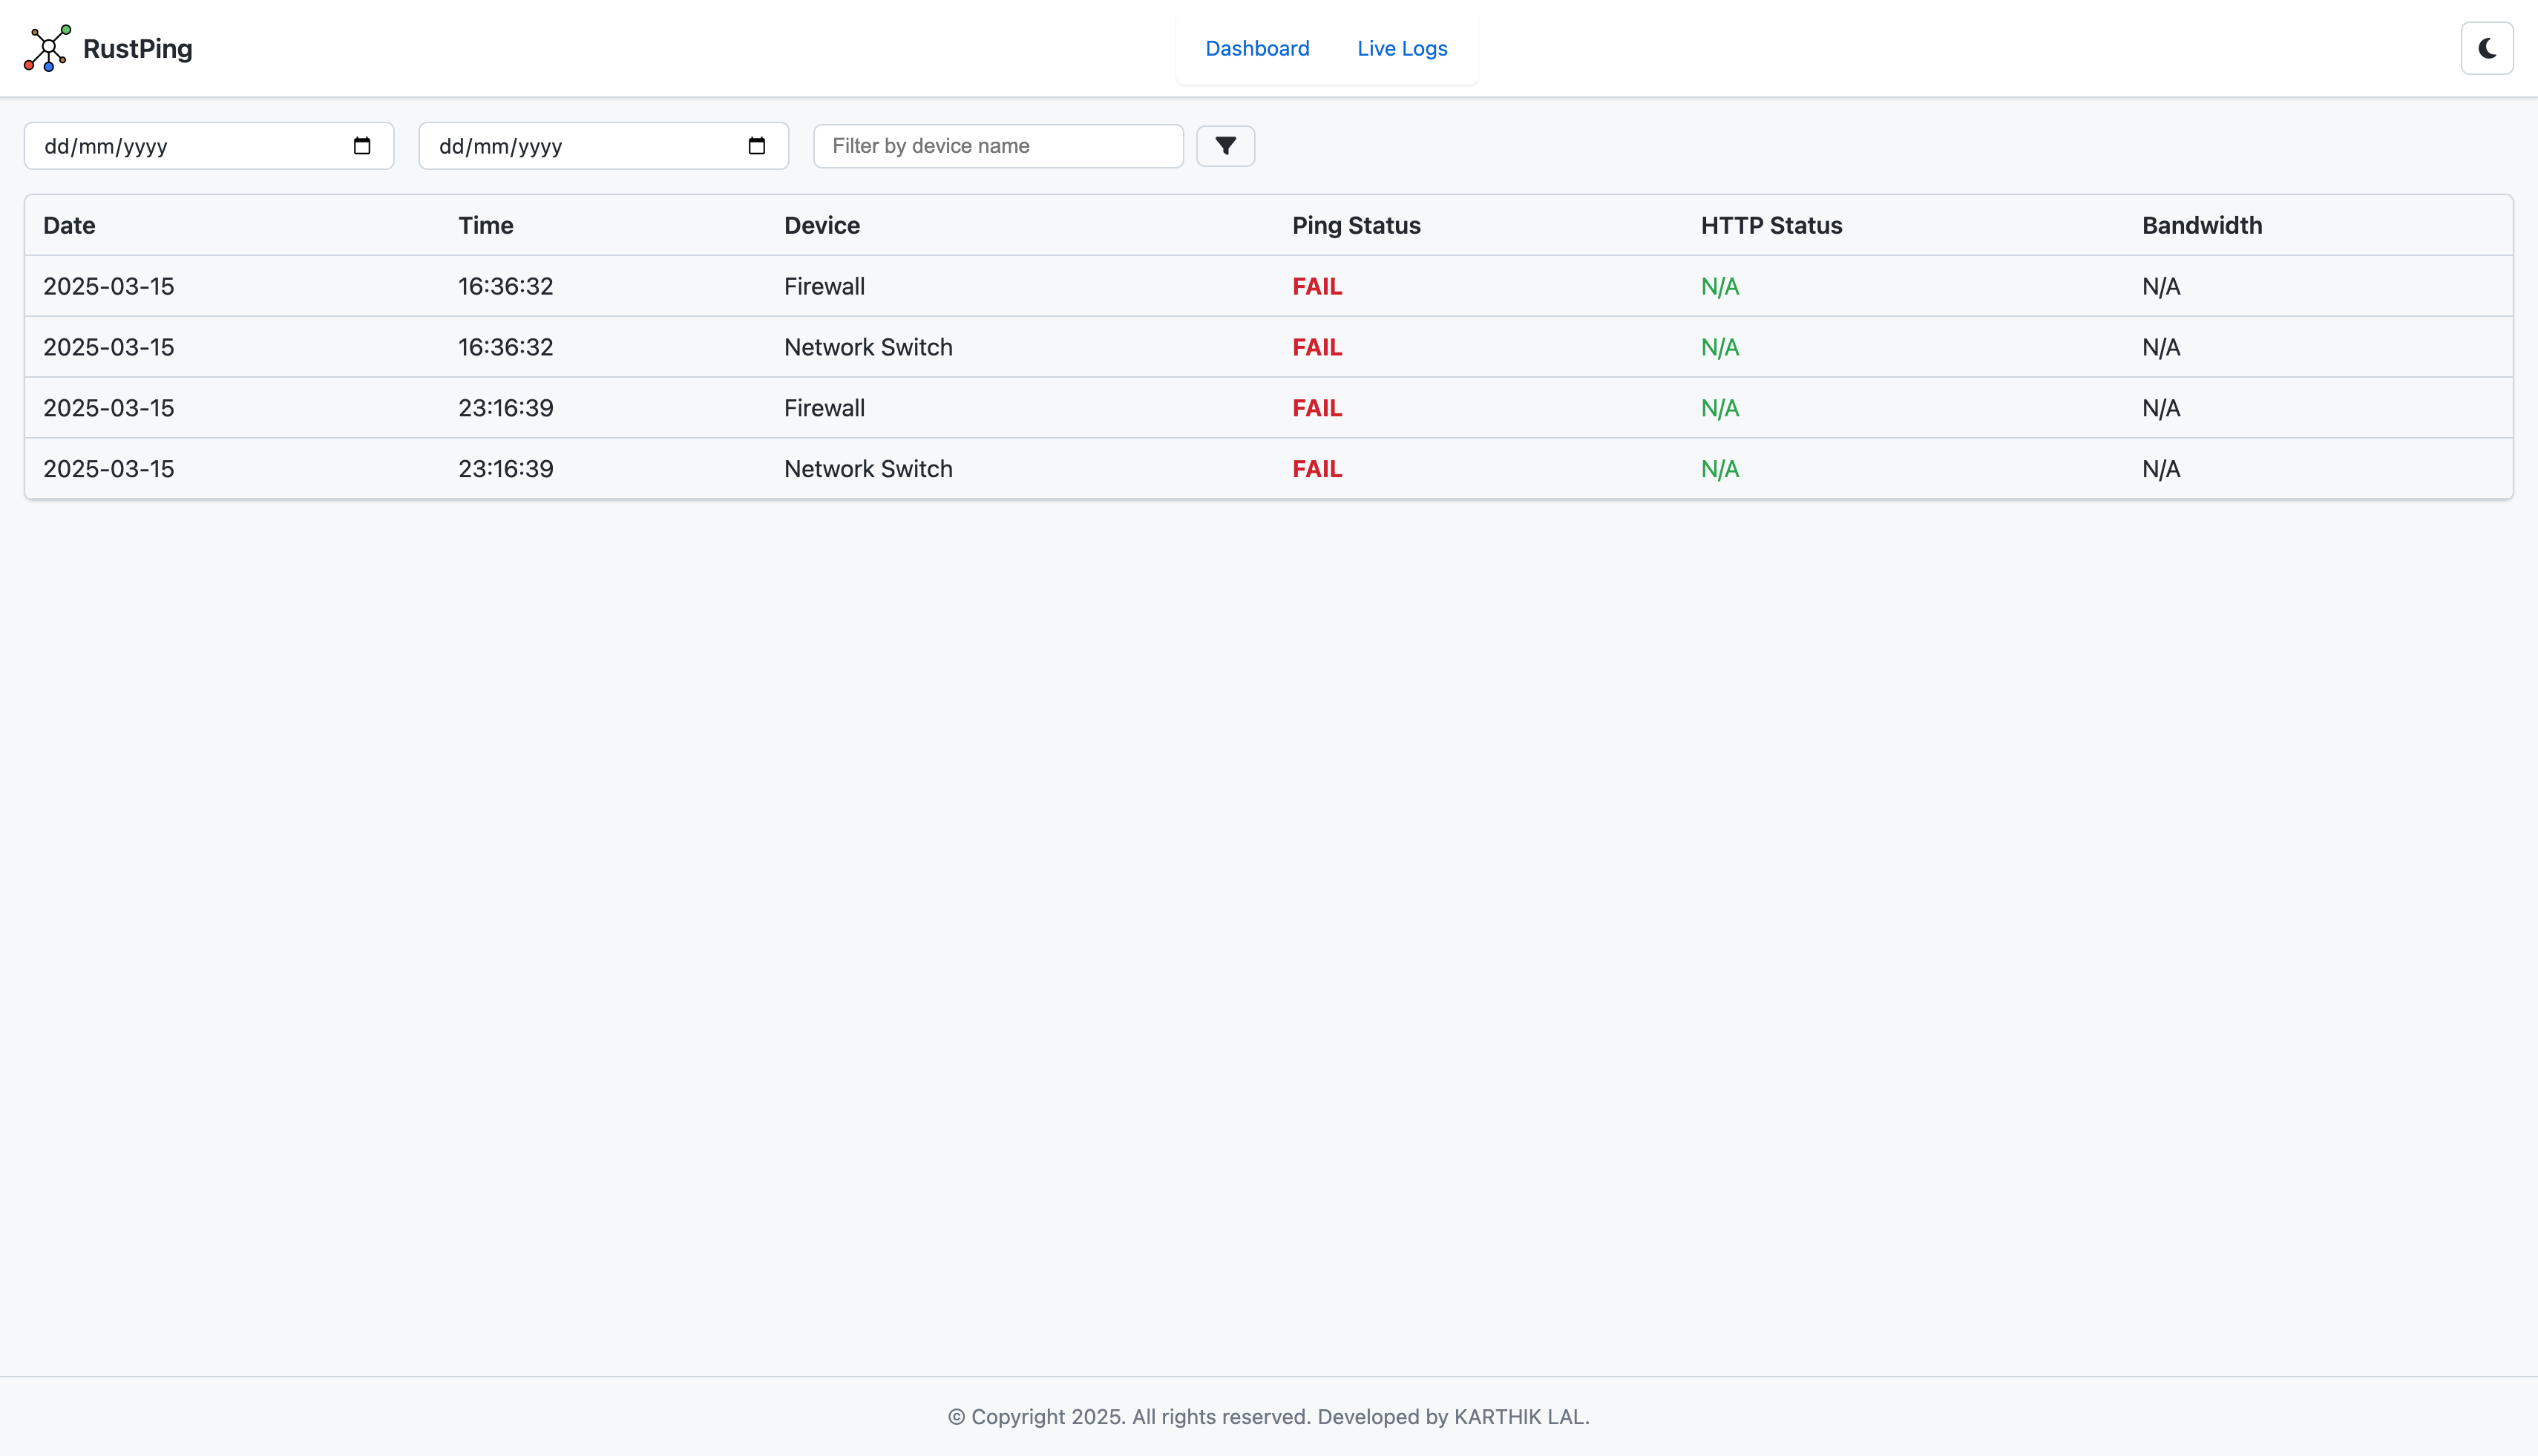 RustPing
Dashboard Live Logs
dd/mm/yyyy dd/mm/yyyy Filter by device name
Date Time Device Ping Status HTTP Status Bandwidth
2025-03-15 16:36:32 Firewall FAIL N/A N/A
2025-03-15 16:36:32 Network Switch FAIL N/A N/A
2025-03-15 23:16:39 Firewall FAIL N/A N/A
2025-03-15 23:16:39 Network Switch FAIL N/A N/A
© Copyright 2025. All rights reserved. Developed by KARTHIK LAL.